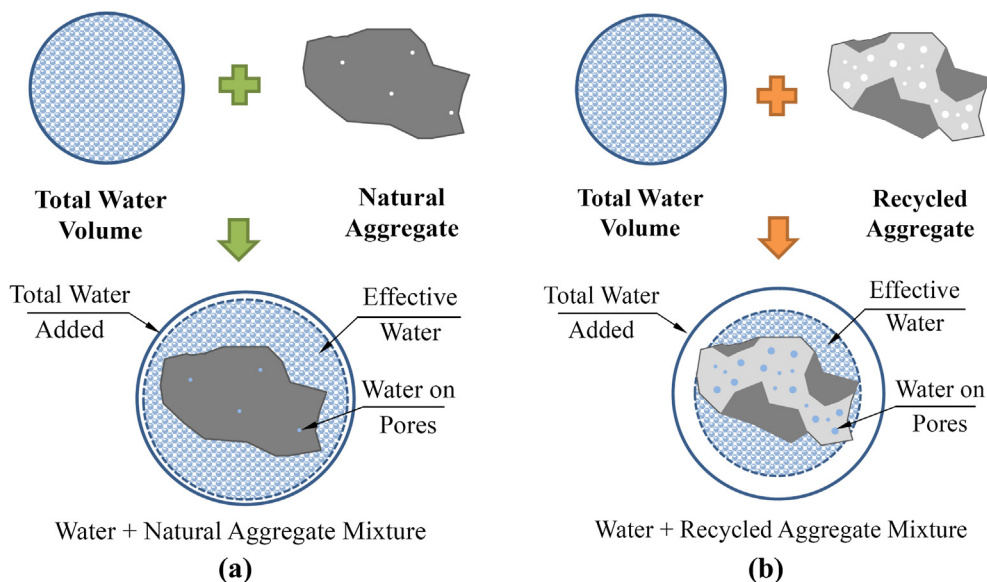 Total Water
Volume
Natural
Aggregate
Total Water
Added
Effective
Water
Water on
Pores
Water + Natural Aggregate Mixture
(a)
Total Water
Volume
Recycled
Aggregate
Total Water
Added
Effective
Water
Water on
Pores
Water + Recycled Aggregate Mixture
(b)